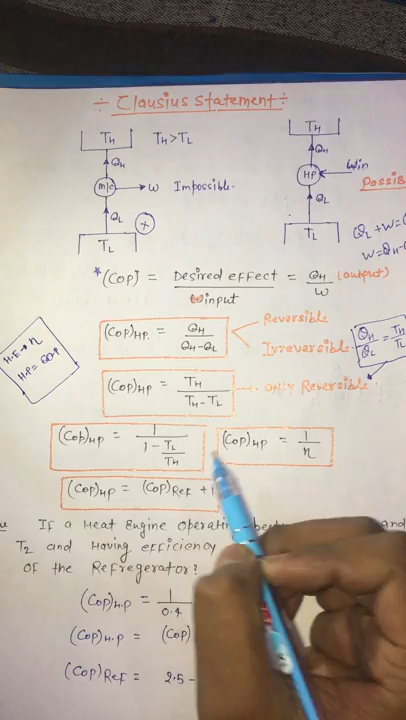 ÷ Clausius statement ÷
TH
TH > TL
QH
m/c
W Impossible.
QL
X
TL
TH
QH
HP
Win
QL
TL
Possib
QL + W =
W = QH -
*(COP) = Desired effect / input = QH / W (output)
(COP)HP. = QH / QH - QL
Reversible
Irreversible
QH / QL = TH / TL
H.E → η
H.P = COP
(COP)HP = TH / TH - TL
only Reversible.
(COP)HP = 1 / 1 - TL / TH
(COP)HP = 1 / η
(COP)HP = (COP)Ref + 1
If a Heat Engine operating
T2 and Having efficiency
of the Refregerator?
(COP)H.P = 1 / 0.4
(COP)H.P = (COP)
(COP)Ref = 2.5 -